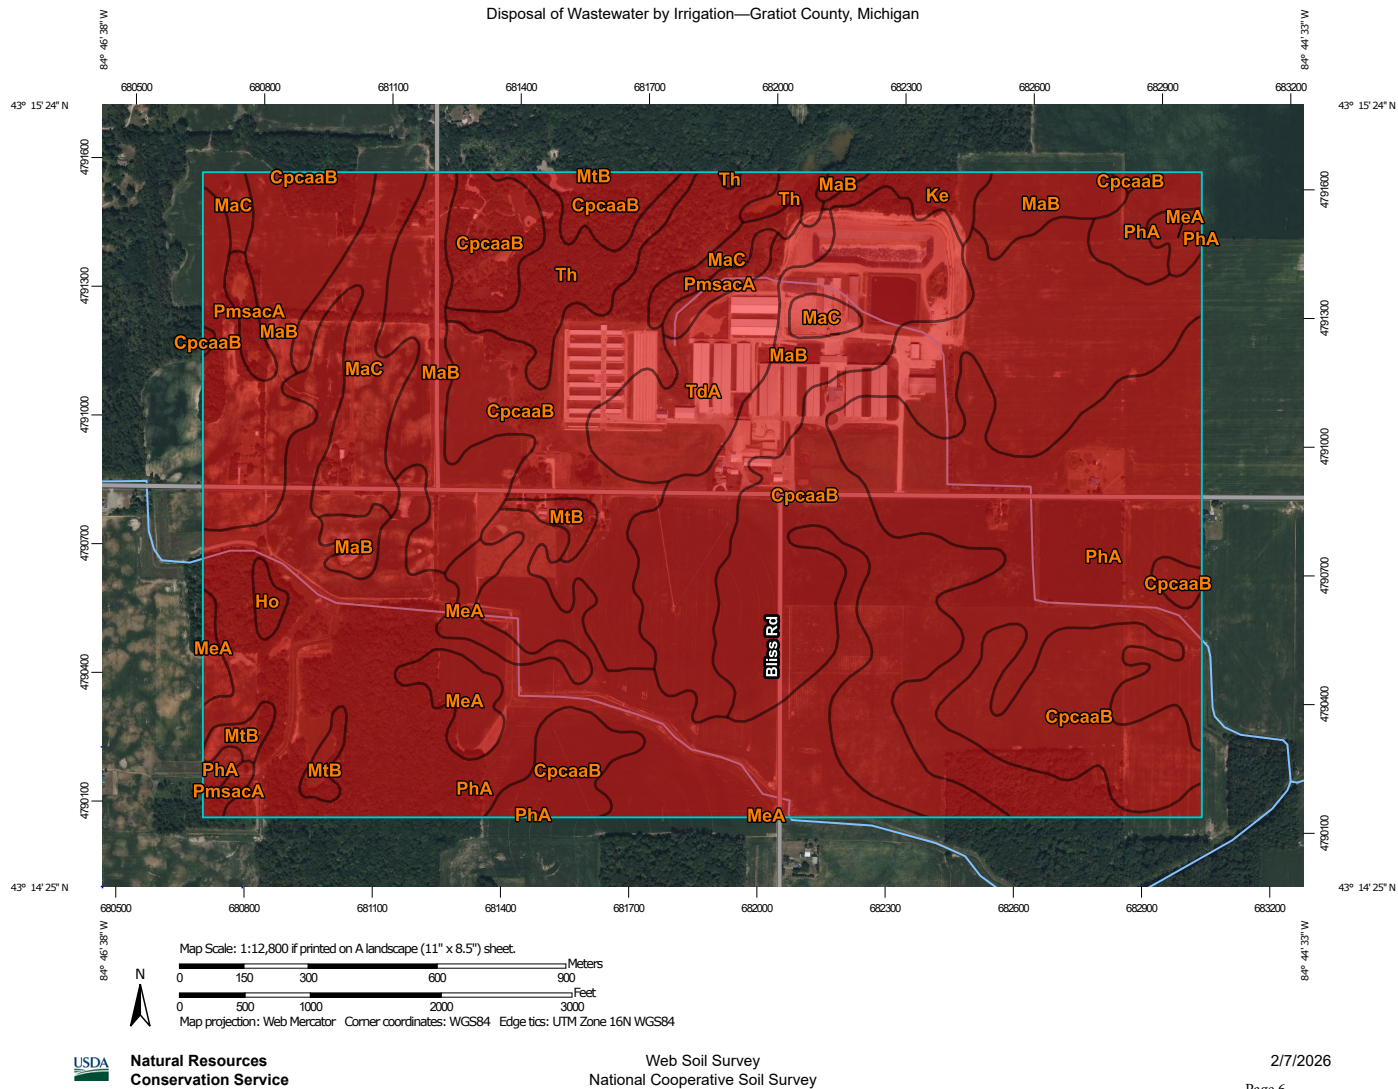 Disposal of Wastewater by Irrigation—Gratiot County, Michigan
84° 46' 38" W
84° 44' 33" W
680500 680800 681100 681400 681700 682000 682300 682600 682900 683200
43° 15' 24" N
43° 15' 24" N
4791600
4791600
4791300
4791300
4791000
4791000
4790700
4790700
4790400
4790400
4790100
4790100
CpcaaB MtB Th MaB CpcaaB
MaC CpcaaB Th Ke MaB MeA
CpcaaB PhA PhA
Th MaC
PmsacA
PmsacA MaC
CpcaaB MaB
MaC MaB MaB
CpcaaB TdA
CpcaaB
MtB
MaB PhA
CpcaaB
Ho MeA
MeA Bliss Rd
MeA CpcaaB
MtB
PhA MtB CpcaaB
PmsacA PhA
PhA MeA
43° 14' 25" N
43° 14' 25" N
680500 680800 681100 681400 681700 682000 682300 682600 682900 683200
84° 46' 38" W
84° 44' 33" W
Map Scale: 1:12,800 if printed on A landscape (11" x 8.5") sheet.
N
Meters
0 150 300 600 900
Feet
0 500 1000 2000 3000
Map projection: Web Mercator Corner coordinates: WGS84 Edge tics: UTM Zone 16N WGS84
USDA
Natural Resources
Conservation Service
Web Soil Survey
National Cooperative Soil Survey
2/7/2026
Page 6